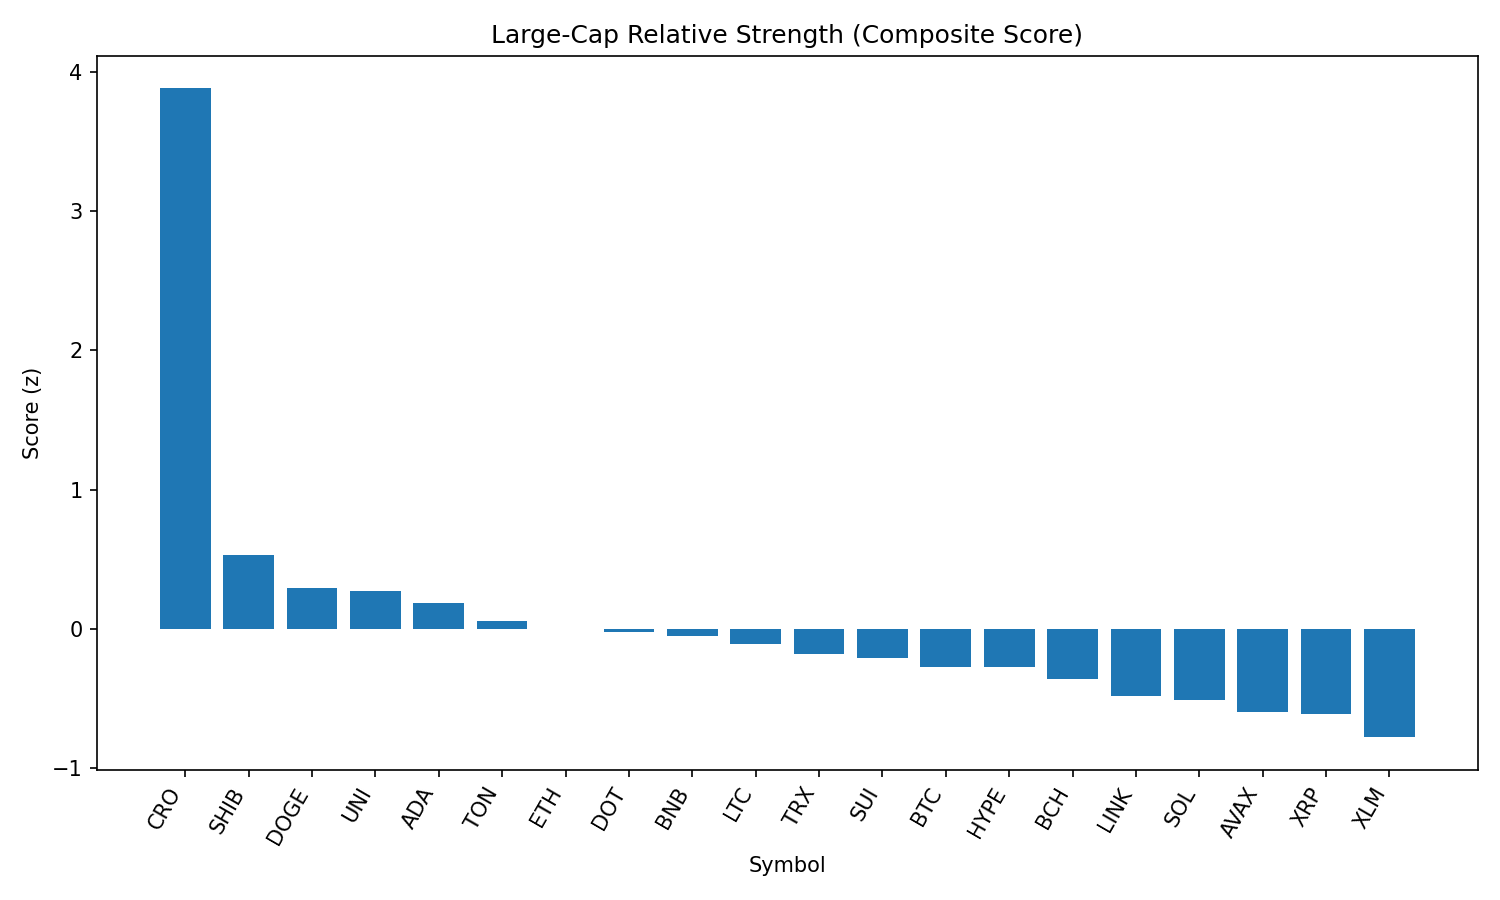 Large-Cap Relative Strength (Composite Score)
Score (z)
4
3
2
1
0
−1
CRO
SHIB
DOGE
UNI
ADA
TON
ETH
DOT
BNB
LTC
TRX
SUI
BTC
HYPE
BCH
LINK
SOL
AVAX
XRP
XLM
Symbol